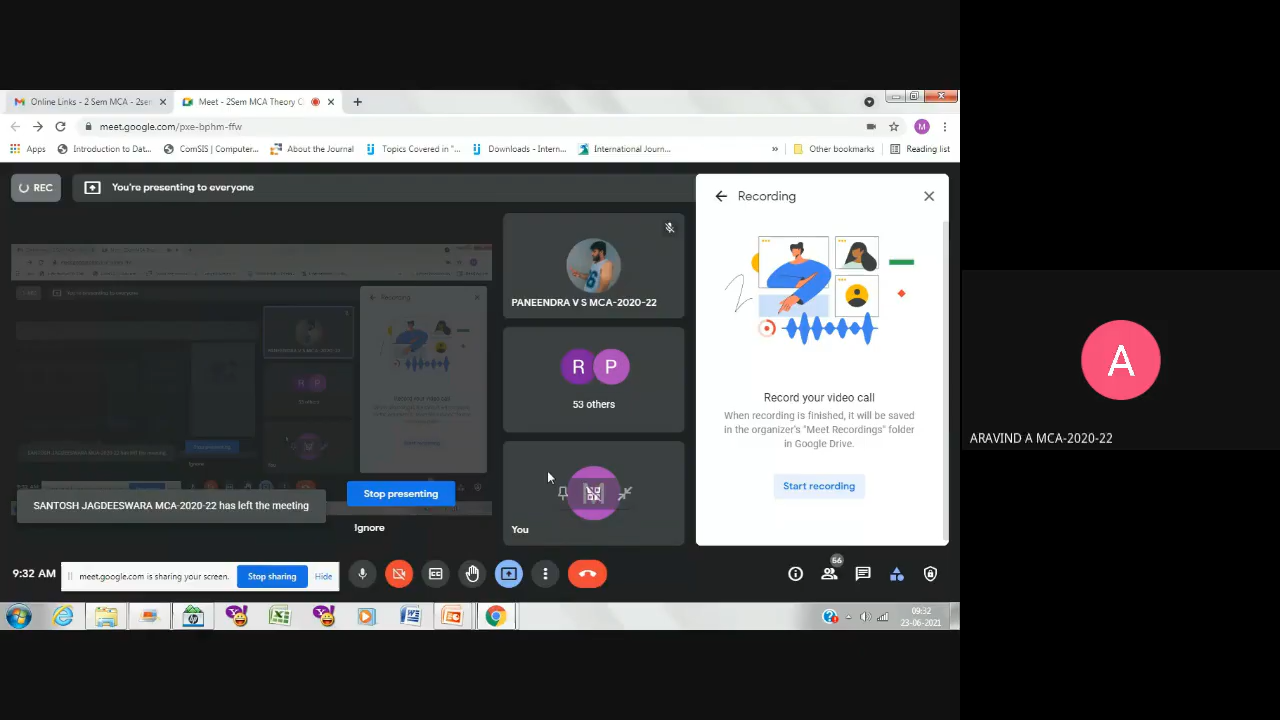 Online Links - 2 Sem MCA - 2ser
Meet - 2Sem MCA Theory C
meet.google.com/pxe-bphm-ffw
M
Apps
Introduction to Dat...
ComSIS | Computer...
About the Journal
Topics Covered in "...
Downloads - Intern...
International Journ...
»
Other bookmarks
Reading list
REC
You're presenting to everyone
Recording
PANEENDRA V S MCA-2020-22
R P
53 others
Record your video call
When recording is finished, it will be saved
in the organizer's "Meet Recordings" folder
in Google Drive.
Start recording
A
ARAVIND A MCA-2020-22
SANTOSH JAGDEESWARA MCA-2020-22 has left the meeting
Stop presenting
Ignore
M
You
9:32 AM
meet.google.com is sharing your screen.
Stop sharing
Hide
56
09:32
23-06-2021